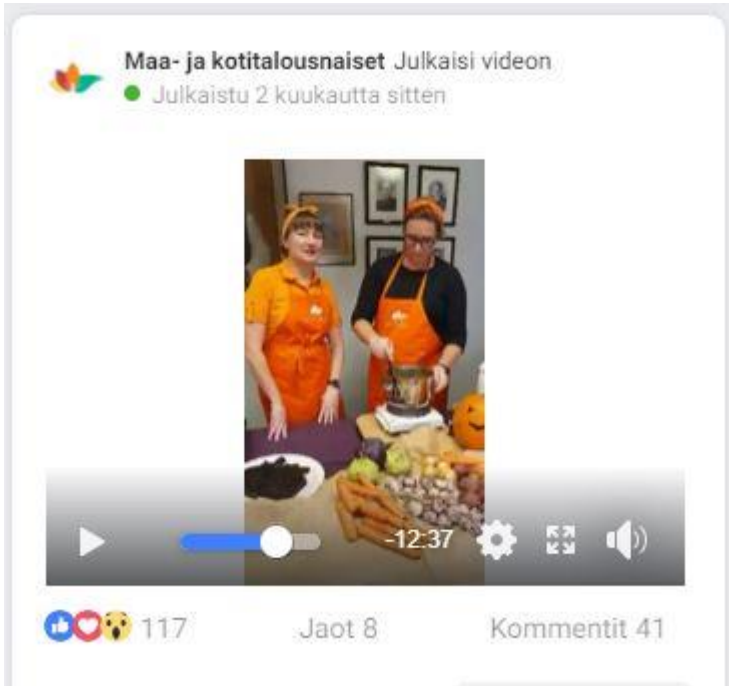 Maa- ja kotitalousnaiset Julkaisi videon
Julkaistu 2 kuukautta sitten
-12:37
117 Jaot 8 Kommentit 41